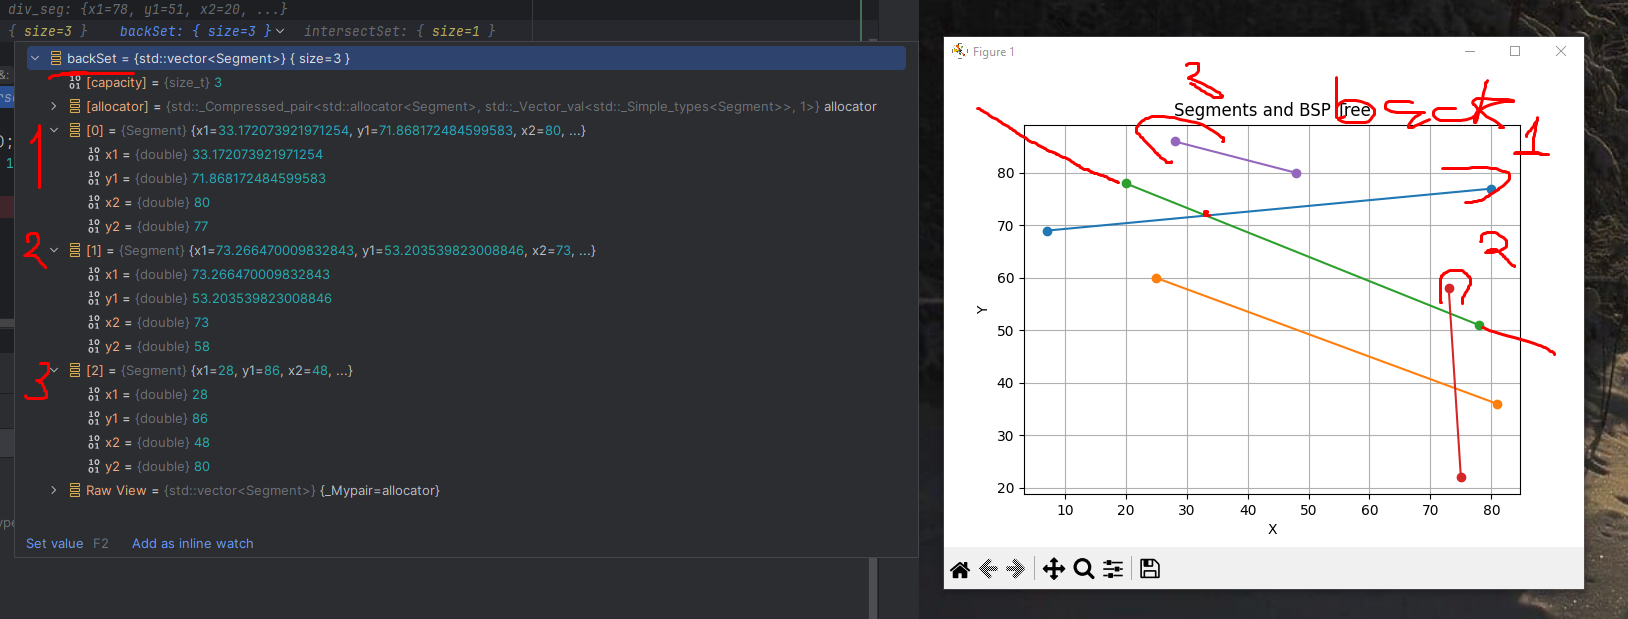 div_seg: {x1=78, y1=51, x2=20, ...}
{ size=3 } backSet: { size=3 } intersectSet: { size=1 }
backSet = {std::vector<Segment>} { size=3 }
[capacity] = {size_t} 3
[allocator] = {std::_Compressed_pair<std::allocator<Segment>, std::_Vector_val<std::_Simple_types<Segment>>, 1>} allocator
1
[0] = {Segment} {x1=33.172073921971254, y1=71.868172484599583, x2=80, ...}
x1 = {double} 33.172073921971254
y1 = {double} 71.868172484599583
x2 = {double} 80
y2 = {double} 77
2
[1] = {Segment} {x1=73.266470009832843, y1=53.203539823008846, x2=73, ...}
x1 = {double} 73.266470009832843
y1 = {double} 53.203539823008846
x2 = {double} 73
y2 = {double} 58
3
[2] = {Segment} {x1=28, y1=86, x2=48, ...}
x1 = {double} 28
y1 = {double} 86
x2 = {double} 48
y2 = {double} 80
Raw View = {std::vector<Segment>} {_Mypair=allocator}
Set value F2 Add as inline watch
Figure 1
3
back
Segments and BSP Tree
1
2
80
70
60
50
40
30
20
Y
10 20 30 40 50 60 70 80
X